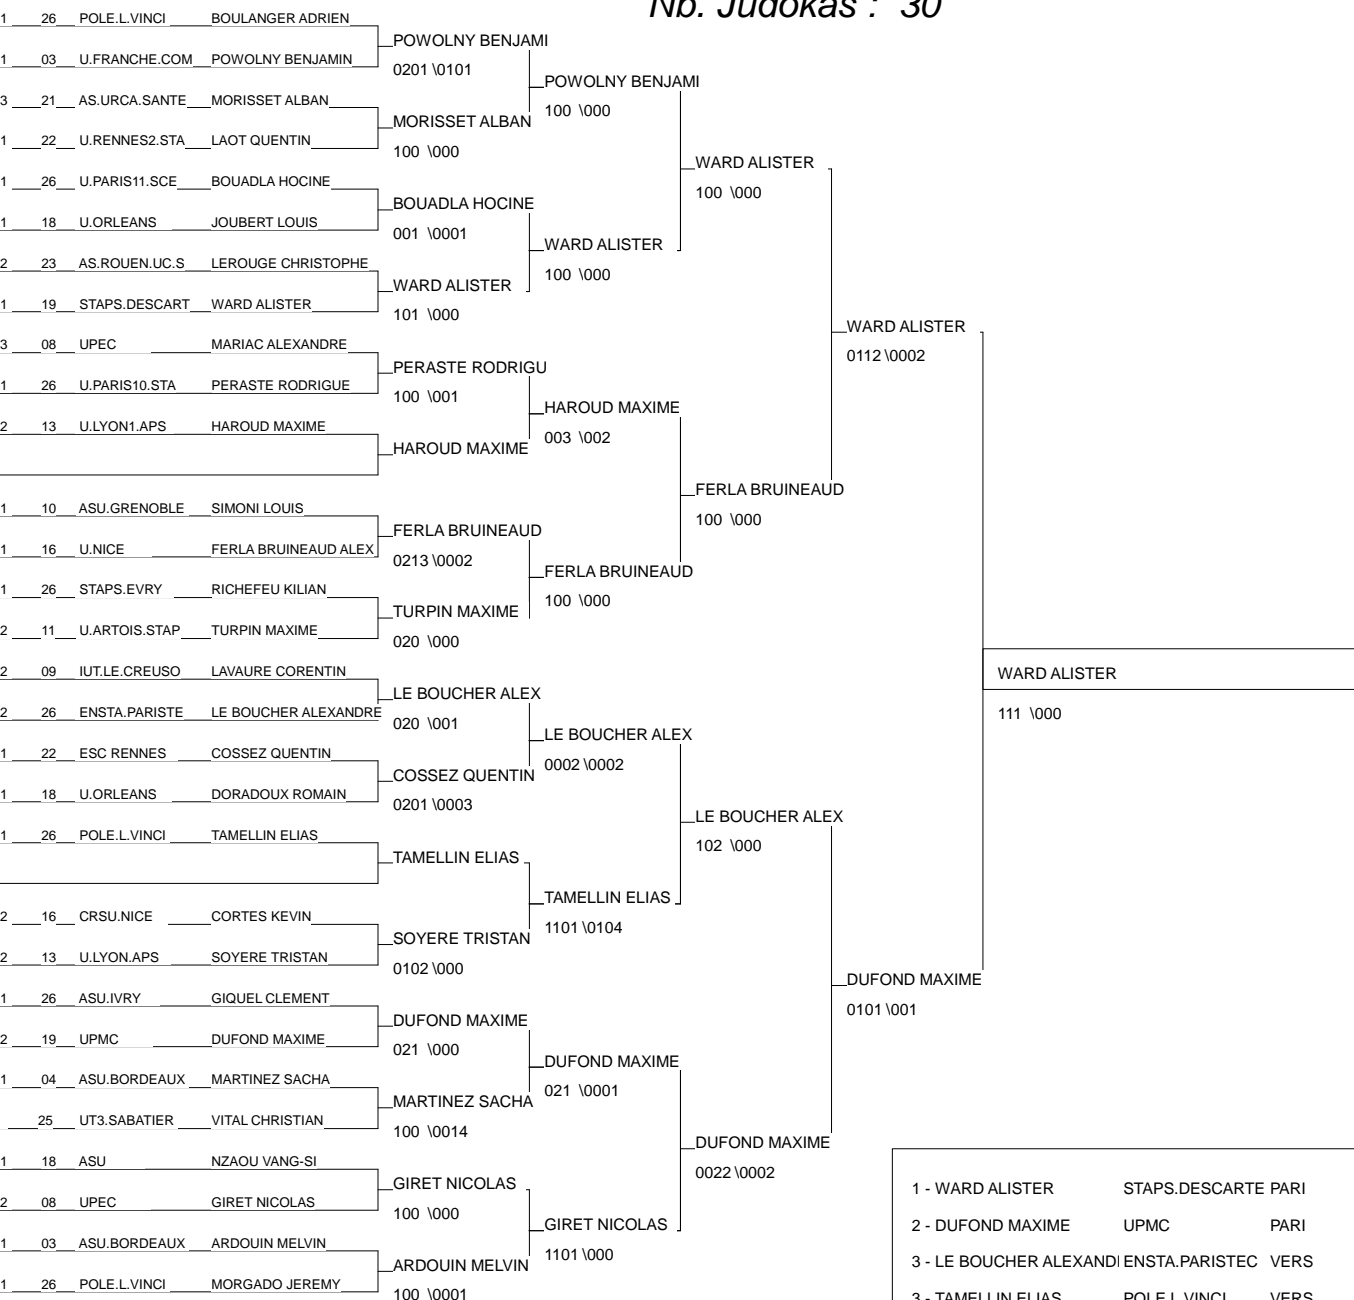 Nb. Judokas : 30
1 26 POLE.L.VINCI BOULANGER ADRIEN
POWOLNY BENJAMI
1 03 U.FRANCHE.COM POWOLNY BENJAMIN
0201 \0101
POWOLNY BENJAMI
3 21 AS.URCA.SANTE MORISSET ALBAN
100 \000
MORISSET ALBAN
1 22 U.RENNES2.STA LAOT QUENTIN
100 \000
WARD ALISTER
1 26 U.PARIS11.SCE BOUADLA HOCINE
100 \000
BOUADLA HOCINE
1 18 U.ORLEANS JOUBERT LOUIS
001 \0001
WARD ALISTER
2 23 AS.ROUEN.UC.S LEROUGE CHRISTOPHE
100 \000
WARD ALISTER
1 19 STAPS.DESCART WARD ALISTER
101 \000
WARD ALISTER
3 08 UPEC MARIAC ALEXANDRE
0112 \0002
PERASTE RODRIGU
1 26 U.PARIS10.STA PERASTE RODRIGUE
100 \001
HAROUD MAXIME
2 13 U.LYON1.APS HAROUD MAXIME
003 \002
HAROUD MAXIME
FERLA BRUINEAUD
1 10 ASU.GRENOBLE SIMONI LOUIS
100 \000
FERLA BRUINEAUD
1 16 U.NICE FERLA BRUINEAUD ALEX
0213 \0002
FERLA BRUINEAUD
1 26 STAPS.EVRY RICHEFEU KILIAN
100 \000
TURPIN MAXIME
2 11 U.ARTOIS.STAP TURPIN MAXIME
020 \000
2 09 IUT.LE.CREUSO LAVAURE CORENTIN
WARD ALISTER
LE BOUCHER ALEX
2 26 ENSTA.PARISTE LE BOUCHER ALEXANDRE
111 \000
020 \001
LE BOUCHER ALEX
1 22 ESC RENNES COSSEZ QUENTIN
0002 \0002
COSSEZ QUENTIN
1 18 U.ORLEANS DORADOUX ROMAIN
0201 \0003
LE BOUCHER ALEX
1 26 POLE.L.VINCI TAMELLIN ELIAS
102 \000
TAMELLIN ELIAS
TAMELLIN ELIAS
2 16 CRSU.NICE CORTES KEVIN
1101 \0104
SOYERE TRISTAN
2 13 U.LYON.APS SOYERE TRISTAN
0102 \000
DUFOND MAXIME
1 26 ASU.IVRY GIQUEL CLEMENT
0101 \001
DUFOND MAXIME
2 19 UPMC DUFOND MAXIME
021 \000
DUFOND MAXIME
1 04 ASU.BORDEAUX MARTINEZ SACHA
021 \0001
MARTINEZ SACHA
25 UT3.SABATIER VITAL CHRISTIAN
100 \0014
DUFOND MAXIME
1 18 ASU NZAOU VANG-SI
0022 \0002
GIRET NICOLAS
1 - WARD ALISTER STAPS.DESCARTE PARI
2 08 UPEC GIRET NICOLAS
100 \000
GIRET NICOLAS
2 - DUFOND MAXIME UPMC PARI
1 03 ASU.BORDEAUX ARDOUIN MELVIN
1101 \000
3 - LE BOUCHER ALEXAND ENSTA.PARISTEC VERS
ARDOUIN MELVIN
1 26 POLE.L.VINCI MORGADO JEREMY
100 \0001
3 - TAMELLIN ELIAS POLE.L.VINCI VERS